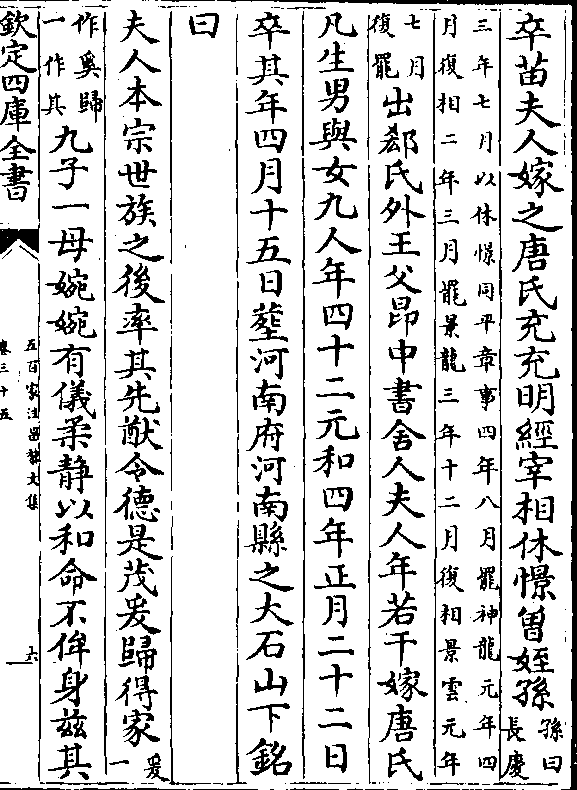 卒苗夫人嫁之唐氏充充明經宰相休憬曽姪孫孫曰長慶
三年七月以休憬同平章事四年八月罷神龍元年四
月復相二年三月罷景龍三年十二月復相景雲元年
七月復罷出郄氏外王父昂中書舍人夫人年若干嫁唐氏
凡生男與女九人年四十二元和四年正月二十二日
卒其年四月十五日塟河南府河南縣之大石山下銘
曰
夫人本宗世族之後率其先猷令德是茂爰歸得家爰一
作奚歸一作其九子一母婉婉有儀柔靜以和命不侔身兹其
欽定四庫全書
五百家注昌黎文集
卷三十五
六